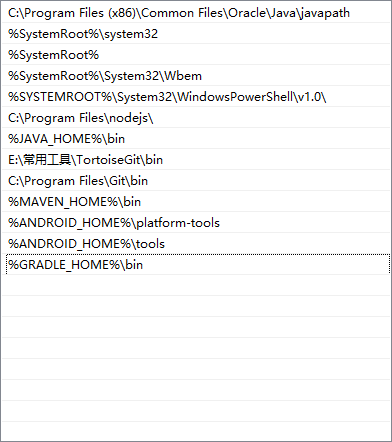 C:\Program Files (x86)\Common Files\Oracle\Java\javapath
%SystemRoot%\system32
%SystemRoot%
%SystemRoot%\System32\Wbem
%SYSTEMROOT%\System32\WindowsPowerShell\v1.0\
C:\Program Files\nodejs\
%JAVA_HOME%\bin
E:\常用工具\TortoiseGit\bin
C:\Program Files\Git\bin
%MAVEN_HOME%\bin
%ANDROID_HOME%\platform-tools
%ANDROID_HOME%\tools
%GRADLE_HOME%\bin